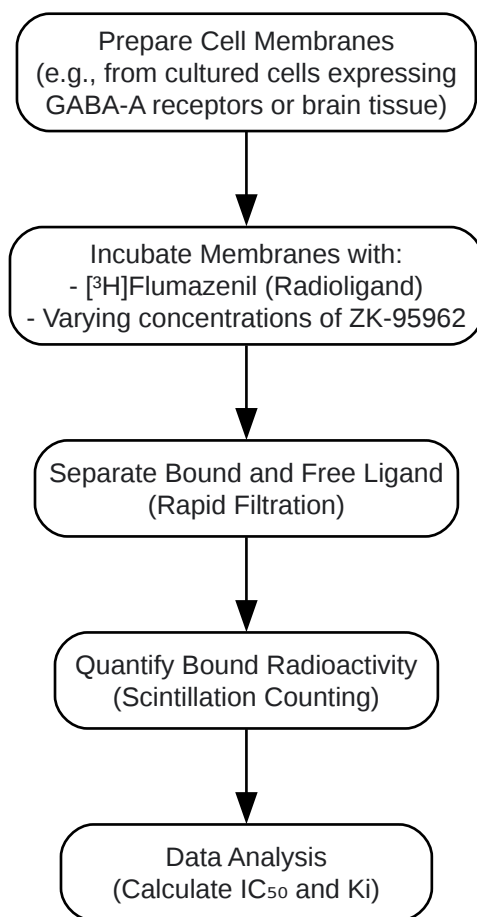 Prepare Cell Membranes
(e.g., from cultured cells expressing
GABA-A receptors or brain tissue)
Incubate Membranes with:
- [³H]Flumazenil (Radioligand)
- Varying concentrations of ZK-95962
Separate Bound and Free Ligand
(Rapid Filtration)
Quantify Bound Radioactivity
(Scintillation Counting)
Data Analysis
(Calculate IC₅₀ and Ki)